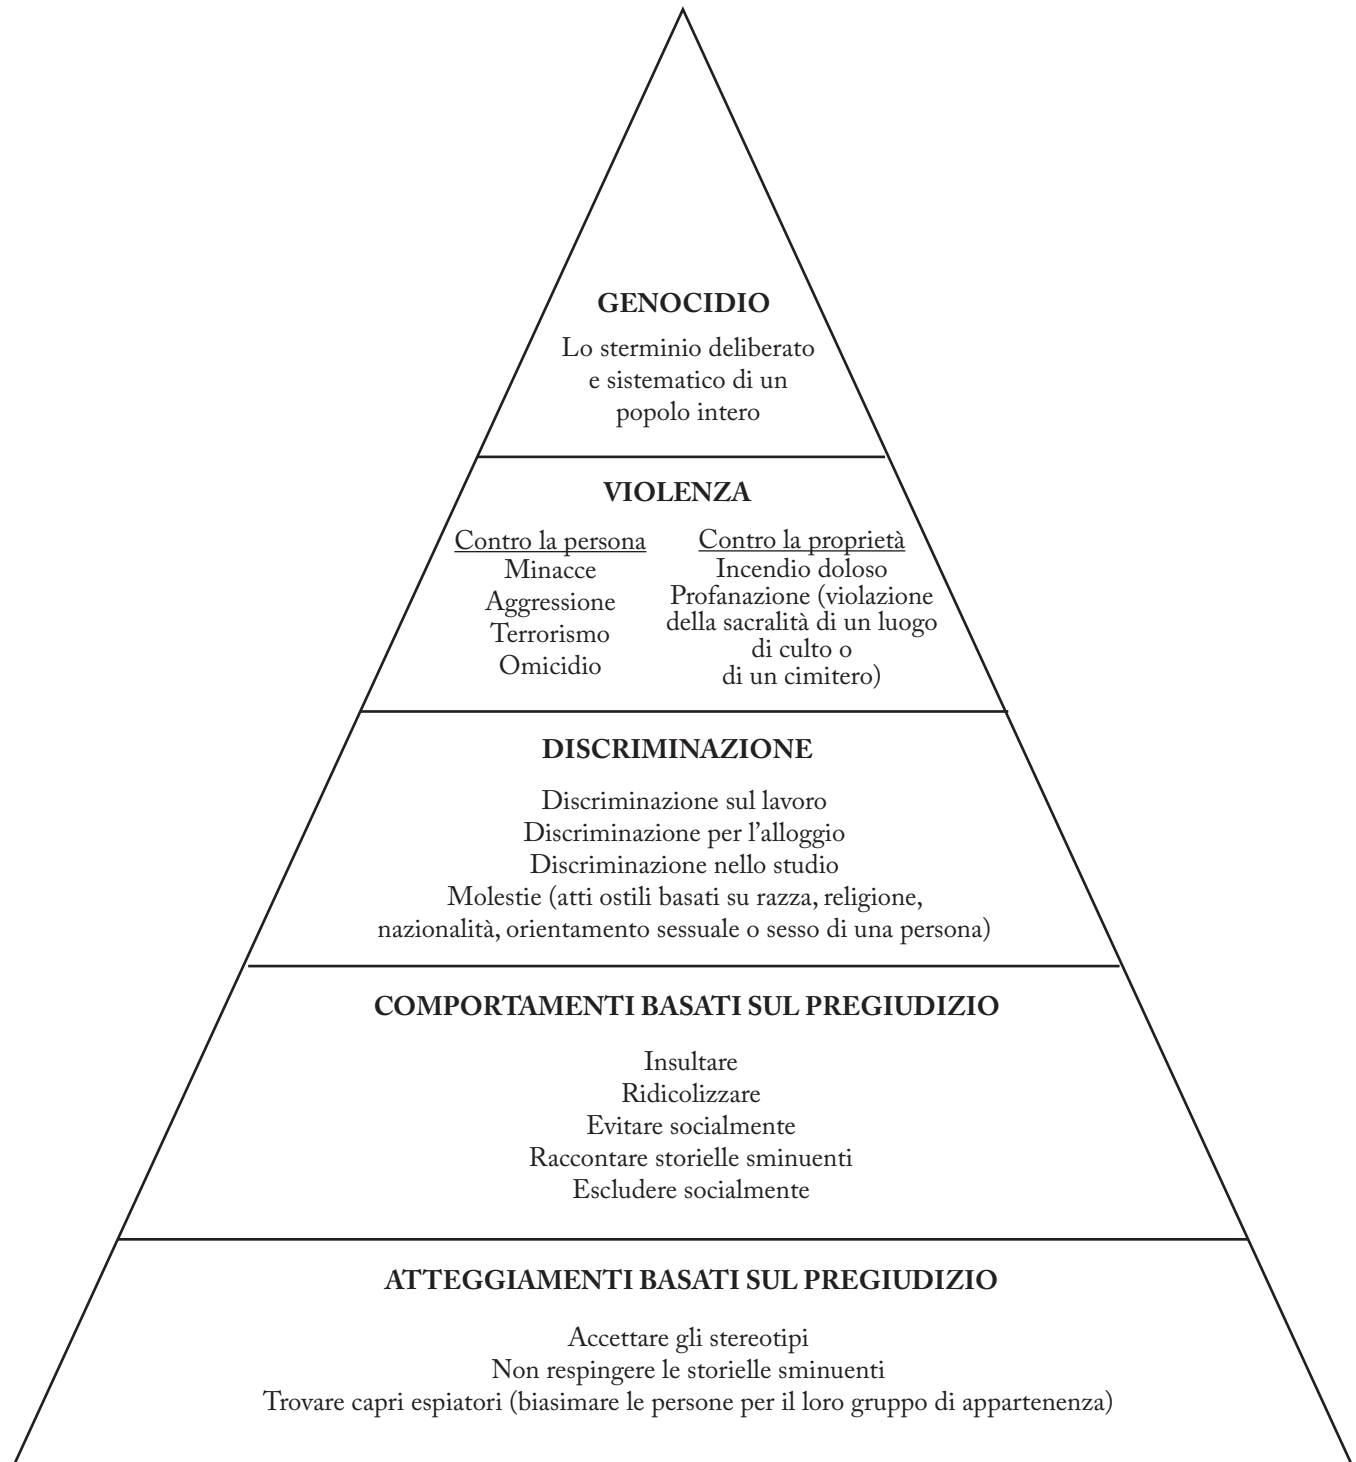 GENOCIDIO
Lo sterminio deliberato
e sistematico di un
popolo intero
VIOLENZA
Contro la persona
Minacce
Aggressione
Terrorismo
Omicidio
Contro la proprietà
Incendio doloso
Profanazione (violazione
della sacralità di un luogo
di culto o
di un cimitero)
DISCRIMINAZIONE
Discriminazione sul lavoro
Discriminazione per l’alloggio
Discriminazione nello studio
Molestie (atti ostili basati su razza, religione,
nazionalità, orientamento sessuale o sesso di una persona)
COMPORTAMENTI BASATI SUL PREGIUDIZIO
Insultare
Ridicolizzare
Evitare socialmente
Raccontare storielle sminuenti
Escludere socialmente
ATTEGGIAMENTI BASATI SUL PREGIUDIZIO
Accettare gli stereotipi
Non respingere le storielle sminuenti
Trovare capri espiatori (biasimare le persone per il loro gruppo di appartenenza)